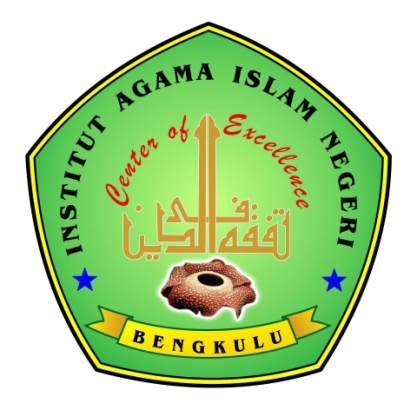 INSTITUT AGAMA ISLAM NEGERI
Center of Excellence
تفقه في الدين
BENGKULU